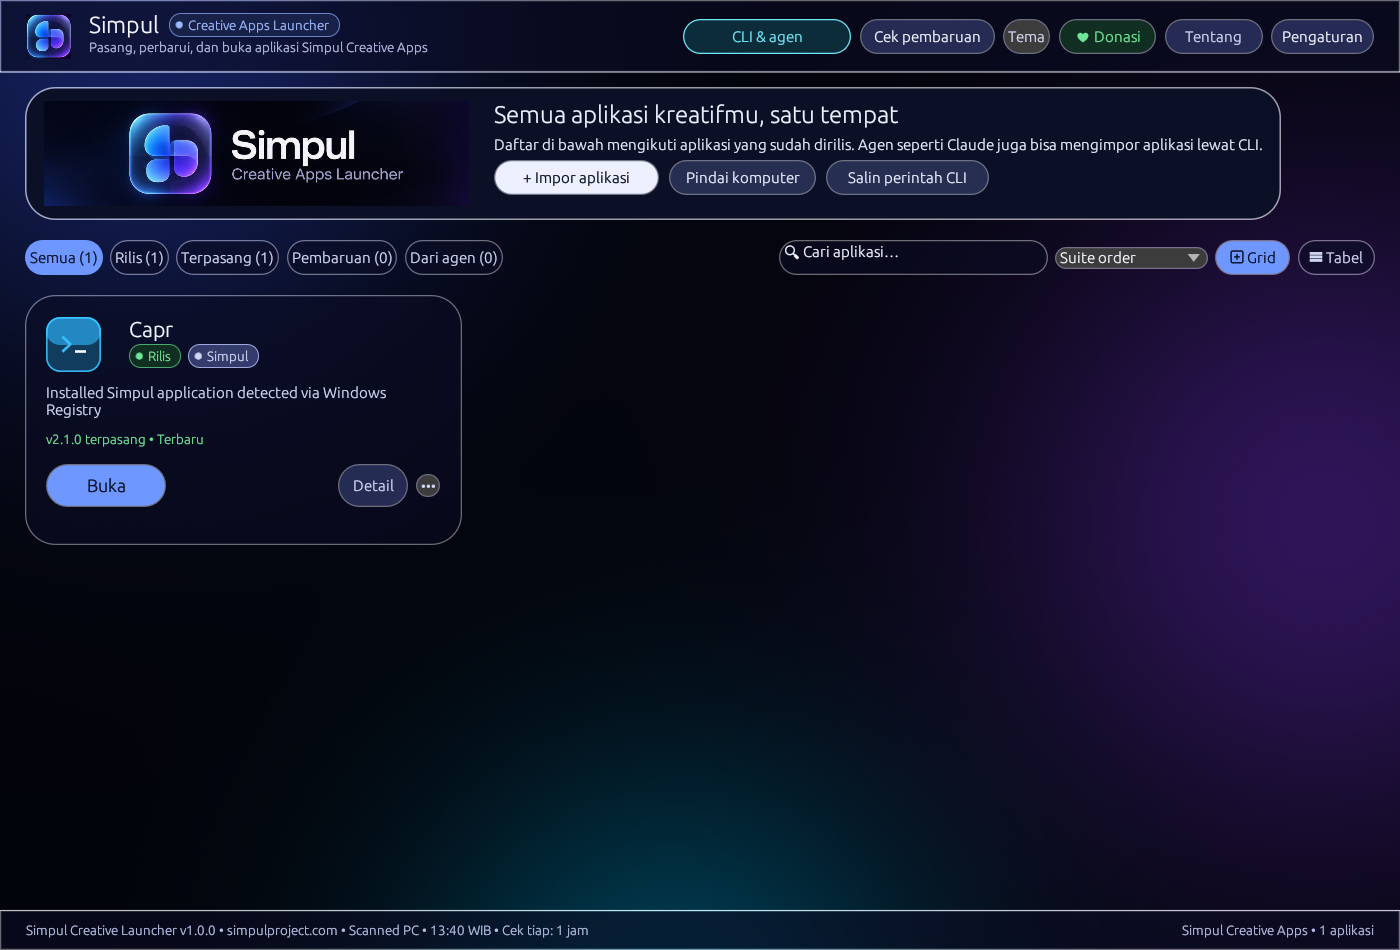 Simpul Creative Apps Launcher
Pasang, perbarui, dan buka aplikasi Simpul Creative Apps
CLI & agen Cek pembaruan Tema Donasi Tentang Pengaturan
Simpul
Creative Apps Launcher
Semua aplikasi kreatifmu, satu tempat
Daftar di bawah mengikuti aplikasi yang sudah dirilis. Agen seperti Claude juga bisa mengimpor aplikasi lewat CLI.
+ Impor aplikasi Pindai komputer Salin perintah CLI
Semua (1) Rilis (1) Terpasang (1) Pembaruan (0) Dari agen (0) Cari aplikasi... Suite order Grid Tabel
Capr
Rilis Simpul
Installed Simpul application detected via Windows
Registry
v2.1.0 terpasang • Terbaru
Buka Detail
Simpul Creative Launcher v1.0.0 • simpulproject.com • Scanned PC • 13:40 WIB • Cek tiap: 1 jam Simpul Creative Apps • 1 aplikasi